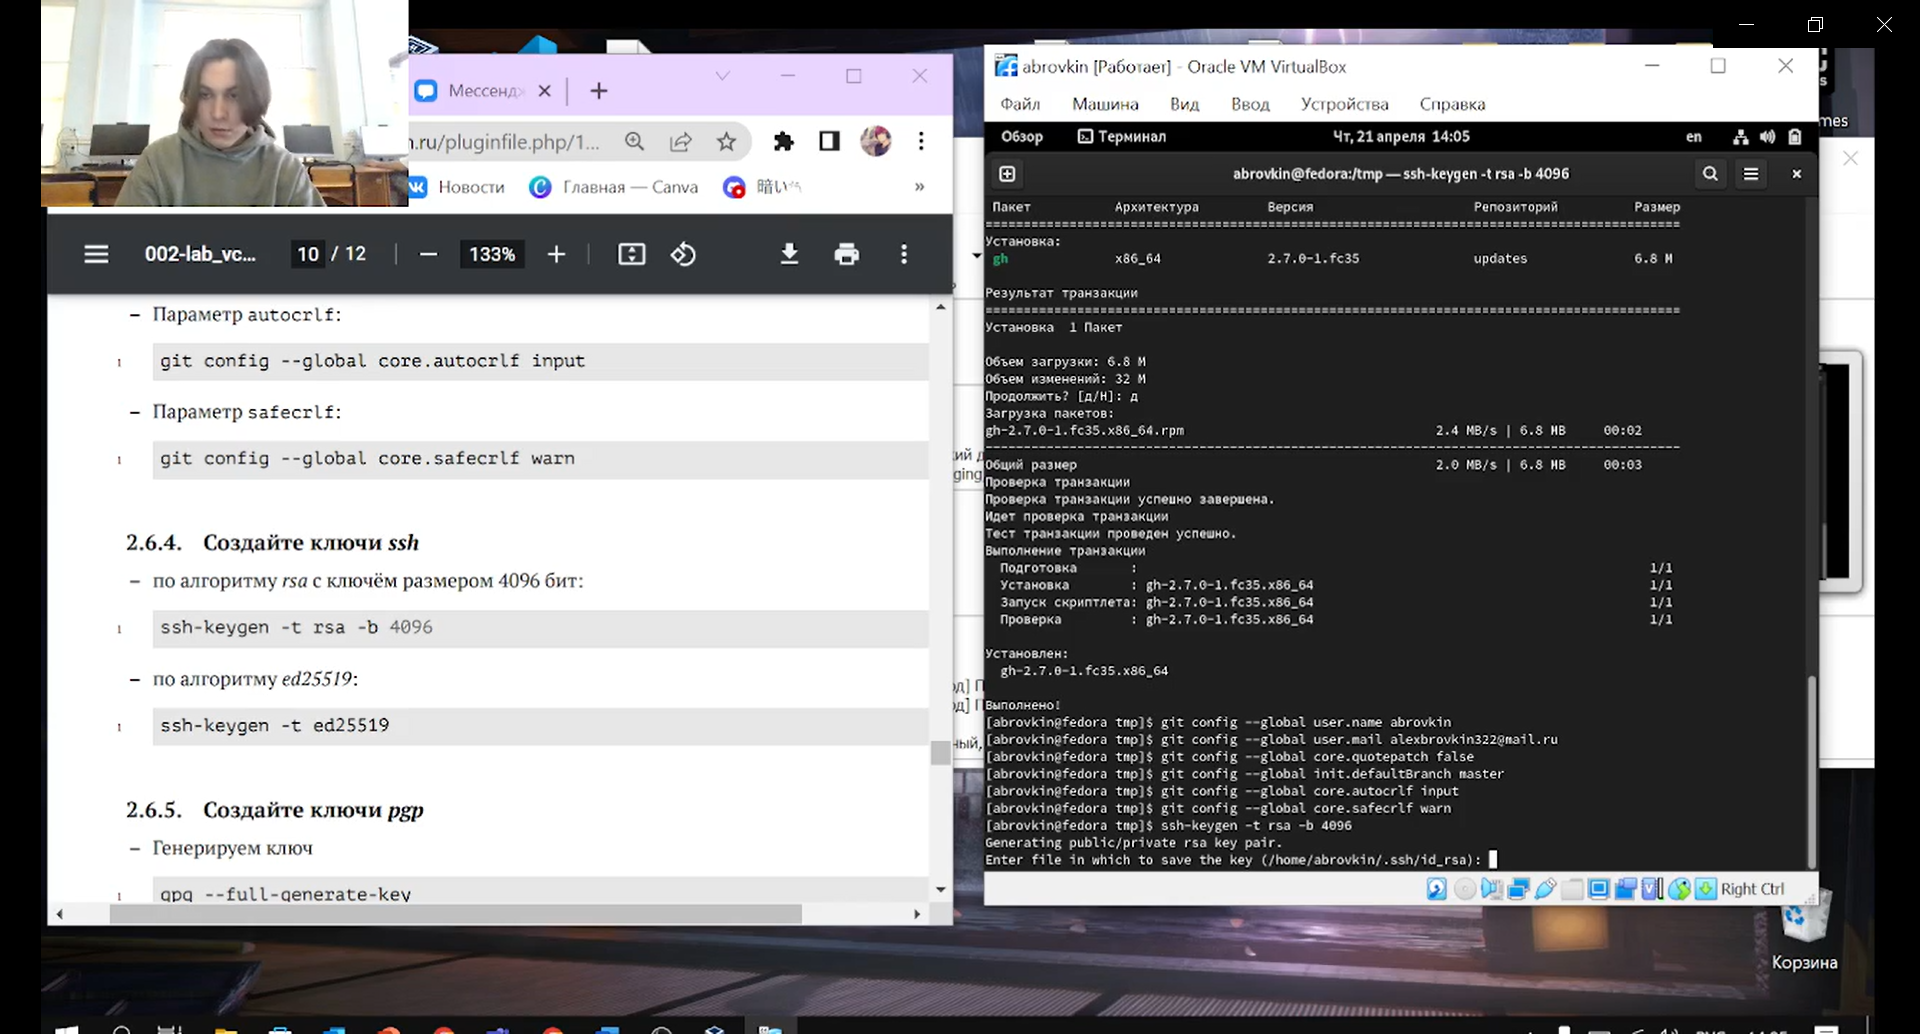 Мессендж
n.ru/pluginfile.php/1...
Новости
Главная — Canva
暗い
»
002-lab_vc...
10 / 12
133%
– Параметр autocrlf:
1 git config --global core.autocrlf input
– Параметр safecrlf:
1 git config --global core.safecrlf warn
2.6.4. Создайте ключи ssh
– по алгоритму rsa с ключём размером 4096 бит:
1 ssh-keygen -t rsa -b 4096
– по алгоритму ed25519:
1 ssh-keygen -t ed25519
2.6.5. Создайте ключи pgp
– Генерируем ключ
1 gpg --full-generate-key
abrovkin [Работает] - Oracle VM VirtualBox
Файл Машина Вид Ввод Устройства Справка
Обзор Терминал Чт, 21 апреля 14:05 en
abrovkin@fedora:/tmp — ssh-keygen -t rsa -b 4096
Пакет Архитектура Версия Репозиторий Размер
Установка:
gh x86_64 2.7.0-1.fc35 updates 6.8 M
Результат транзакции
Установка 1 Пакет
Объем загрузки: 6.8 M
Объем изменений: 32 M
Продолжить? [д/Н]: д
Загрузка пакетов:
gh-2.7.0-1.fc35.x86_64.rpm 2.4 MB/s | 6.8 MB 00:02
Общий размер 2.0 MB/s | 6.8 MB 00:03
Проверка транзакции
Проверка транзакции успешно завершена.
Идет проверка транзакции
Тест транзакции проведен успешно.
Выполнение транзакции
Подготовка : 1/1
Установка : gh-2.7.0-1.fc35.x86_64 1/1
Запуск скриптлета: gh-2.7.0-1.fc35.x86_64 1/1
Проверка : gh-2.7.0-1.fc35.x86_64 1/1
Установлен:
gh-2.7.0-1.fc35.x86_64
Выполнено!
[abrovkin@fedora tmp]$ git config --global user.name abrovkin
[abrovkin@fedora tmp]$ git config --global user.mail alexbrovkin322@mail.ru
[abrovkin@fedora tmp]$ git config --global core.quotepatch false
[abrovkin@fedora tmp]$ git config --global init.defaultBranch master
[abrovkin@fedora tmp]$ git config --global core.autocrlf input
[abrovkin@fedora tmp]$ git config --global core.safecrlf warn
[abrovkin@fedora tmp]$ ssh-keygen -t rsa -b 4096
Generating public/private rsa key pair.
Enter file in which to save the key (/home/abrovkin/.ssh/id_rsa):
Right Ctrl
Корзина